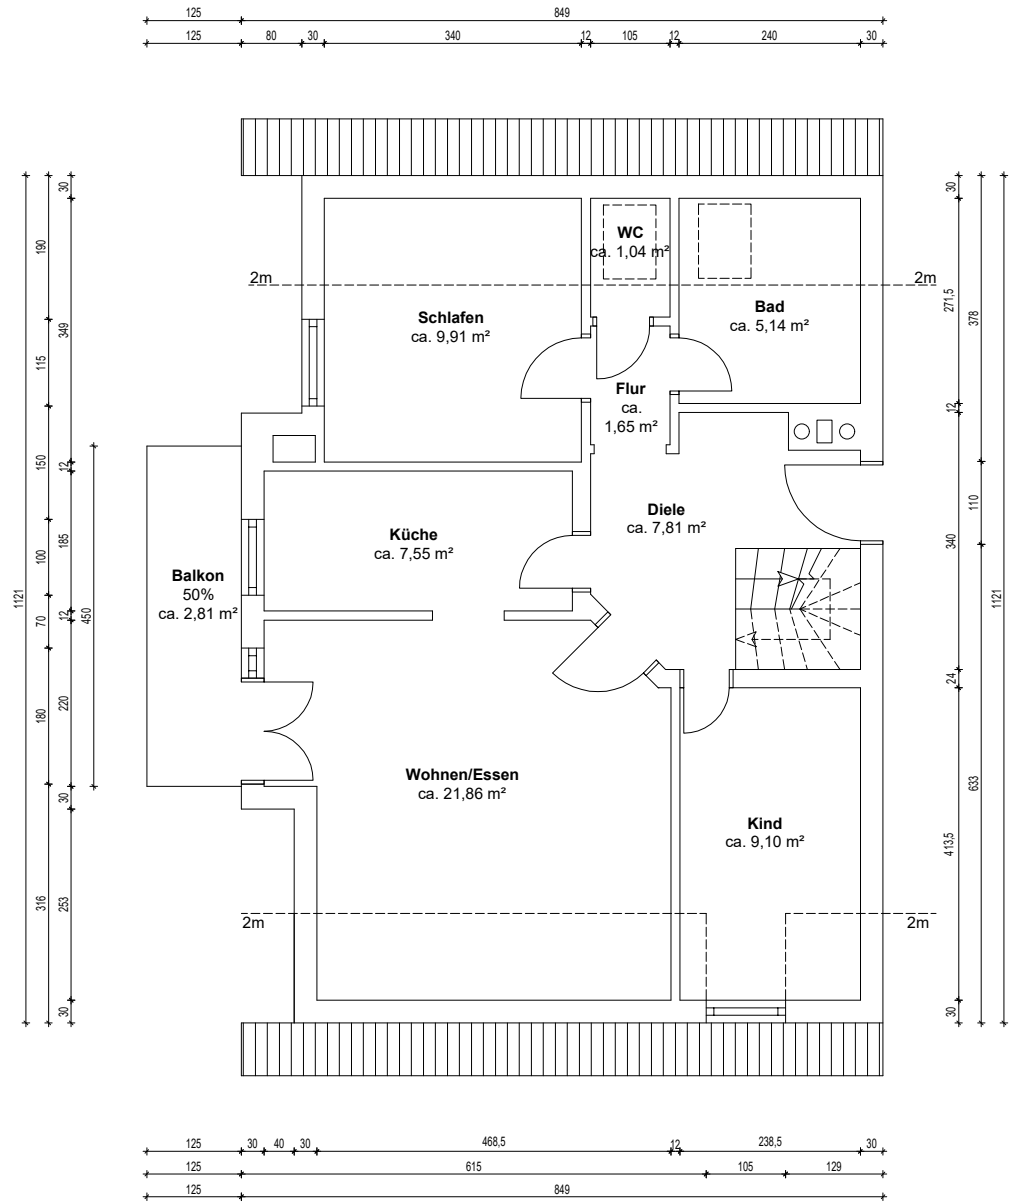 125 849
125 80 30 340 12 105 12 240 30
WC
ca. 1,04 m²
2m 2m
Bad
ca. 5,14 m²
Schlafen
ca. 9,91 m²
Flur
ca.
1,65 m²
Diele
ca. 7,81 m²
Küche
ca. 7,55 m²
Balkon
50%
ca. 2,81 m²
Wohnen/Essen
ca. 21,86 m²
Kind
ca. 9,10 m²
2m 2m
1121
190
115
150
100
70
180
316
30
349
12
185
12
220
30
253
30
450
30
271,5
12
340
24
413,5
30
378
110
633
1121
125 30 40 30 468,5 12 238,5 30
125 615 105 129
125 849